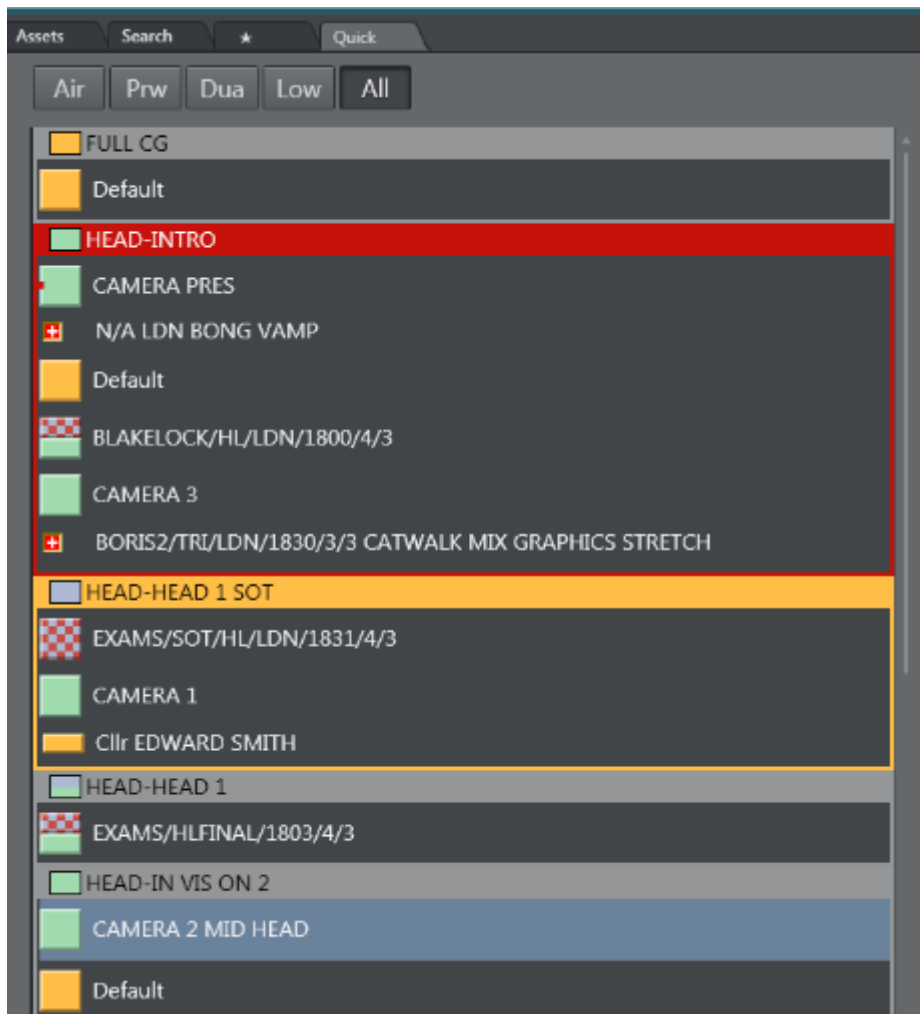 Assets Search ★ Quick
Air Prw Dua Low All
FULL CG
Default
HEAD-INTRO
CAMERA PRES
N/A LDN BONG VAMP
Default
BLAKELOCK/HL/LDN/1800/4/3
CAMERA 3
BORIS2/TRI/LDN/1830/3/3 CATWALK MIX GRAPHICS STRETCH
HEAD-HEAD 1 SOT
EXAMS/SOT/HL/LDN/1831/4/3
CAMERA 1
Cllr EDWARD SMITH
HEAD-HEAD 1
EXAMS/HLFINAL/1803/4/3
HEAD-IN VIS ON 2
CAMERA 2 MID HEAD
Default